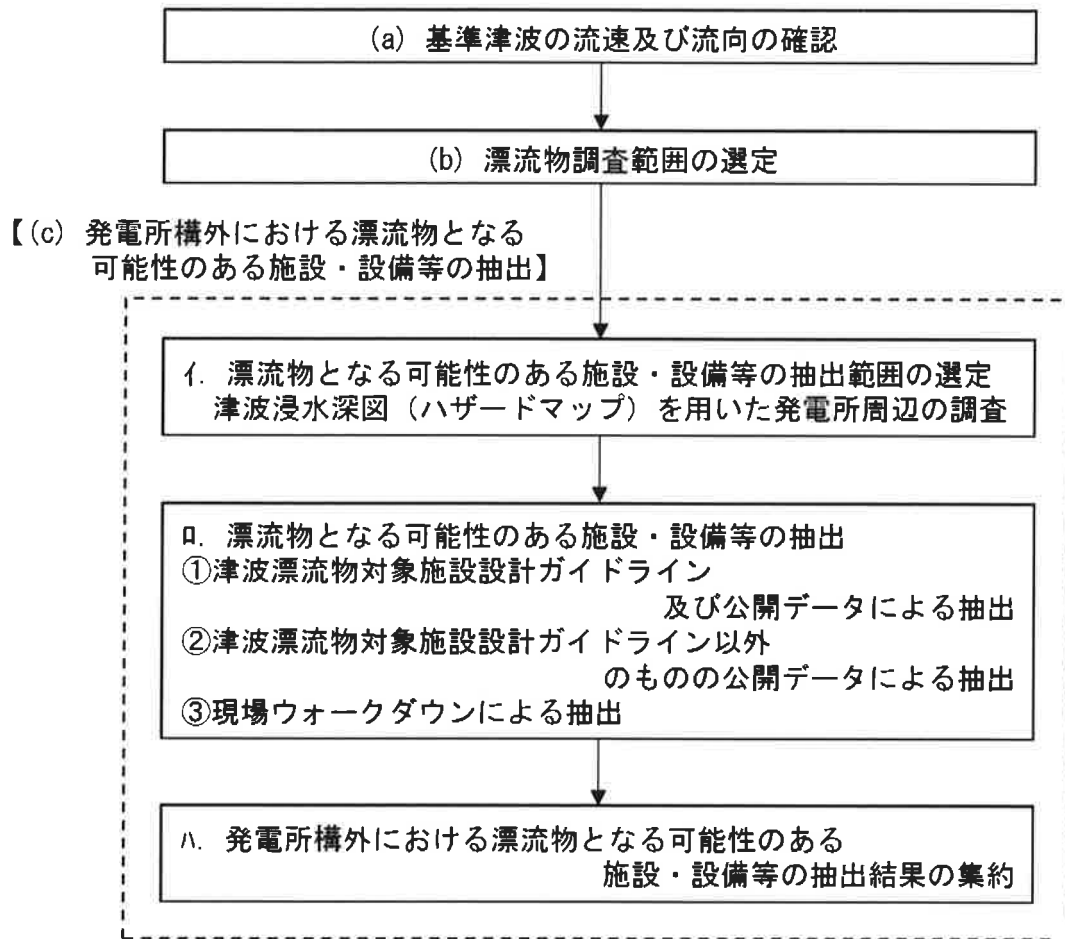 (a) 基準津波の流速及び流向の確認
(b) 漂流物調査範囲の選定
【(c) 発電所構外における漂流物となる
可能性のある施設・設備等の抽出】
イ. 漂流物となる可能性のある施設・設備等の抽出範囲の選定
津波浸水深図（ハザードマップ）を用いた発電所周辺の調査
ロ. 漂流物となる可能性のある施設・設備等の抽出
①津波漂流物対象施設設計ガイドライン
及び公開データによる抽出
②津波漂流物対象施設設計ガイドライン以外
のものの公開データによる抽出
③現場ウォークダウンによる抽出
ハ. 発電所構外における漂流物となる可能性のある
施設・設備等の抽出結果の集約